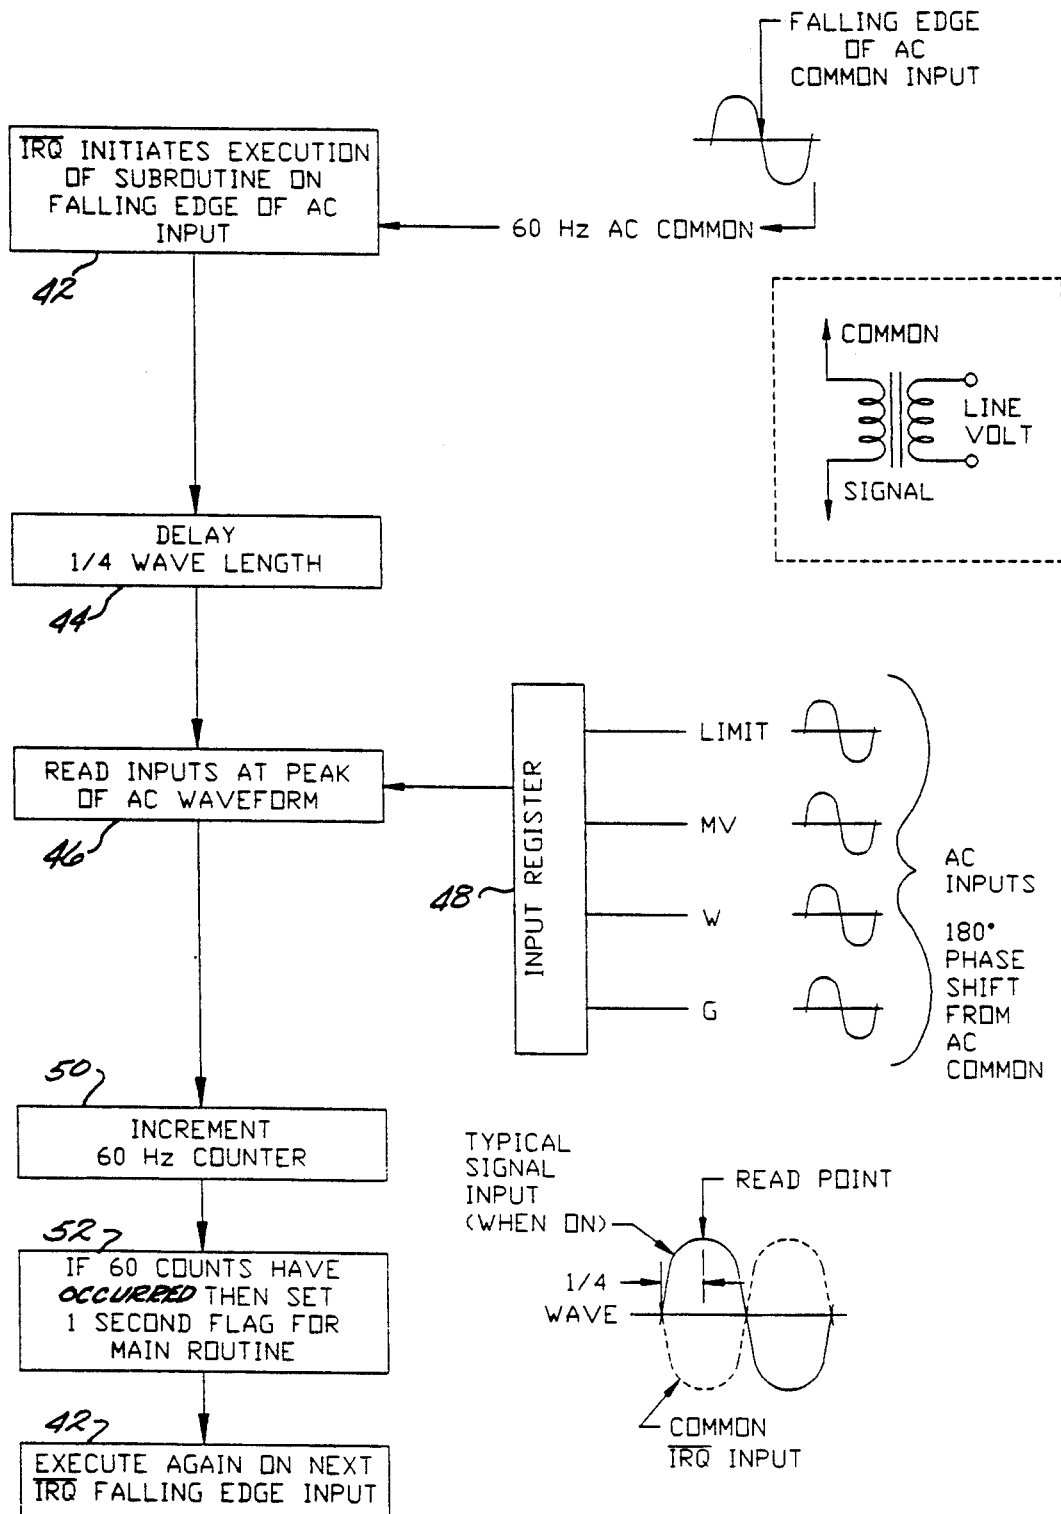 FALLING EDGE
OF AC
COMMON INPUT
IRQ INITIATES EXECUTION
OF SUBROUTINE ON
FALLING EDGE OF AC
INPUT
60 Hz AC COMMON
42
COMMON
LINE
VOLT
SIGNAL
DELAY
1/4 WAVE LENGTH
44
READ INPUTS AT PEAK
OF AC WAVEFORM
46
INPUT REGISTER
48
LIMIT
MV
W
G
AC
INPUTS
180°
PHASE
SHIFT
FROM
AC
COMMON
50
INCREMENT
60 Hz COUNTER
52
IF 60 COUNTS HAVE
OCCURRED THEN SET
1 SECOND FLAG FOR
MAIN ROUTINE
42
EXECUTE AGAIN ON NEXT
IRQ FALLING EDGE INPUT
TYPICAL
SIGNAL
INPUT
(WHEN ON)
READ POINT
1/4
WAVE
COMMON
IRQ INPUT